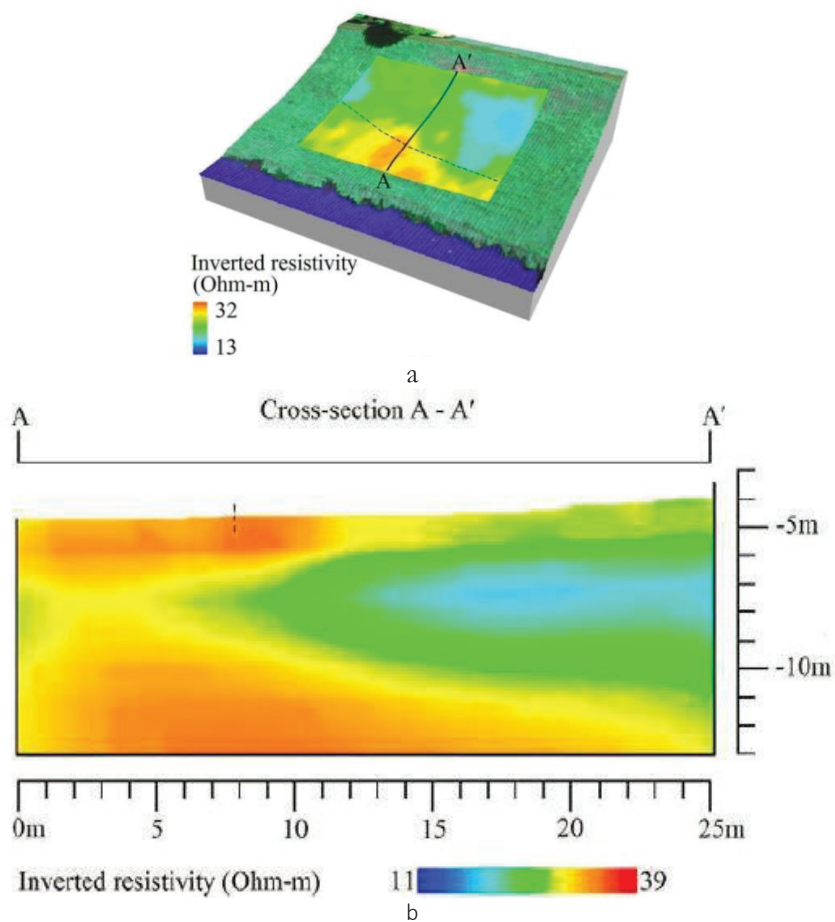 A'
A
Inverted resistivity
(Ohm-m)
32
13
a
A Cross-section A - A' A'
-5m
-10m
0m 5 10 15 20 25m
Inverted resistivity (Ohm-m) 11 39
b